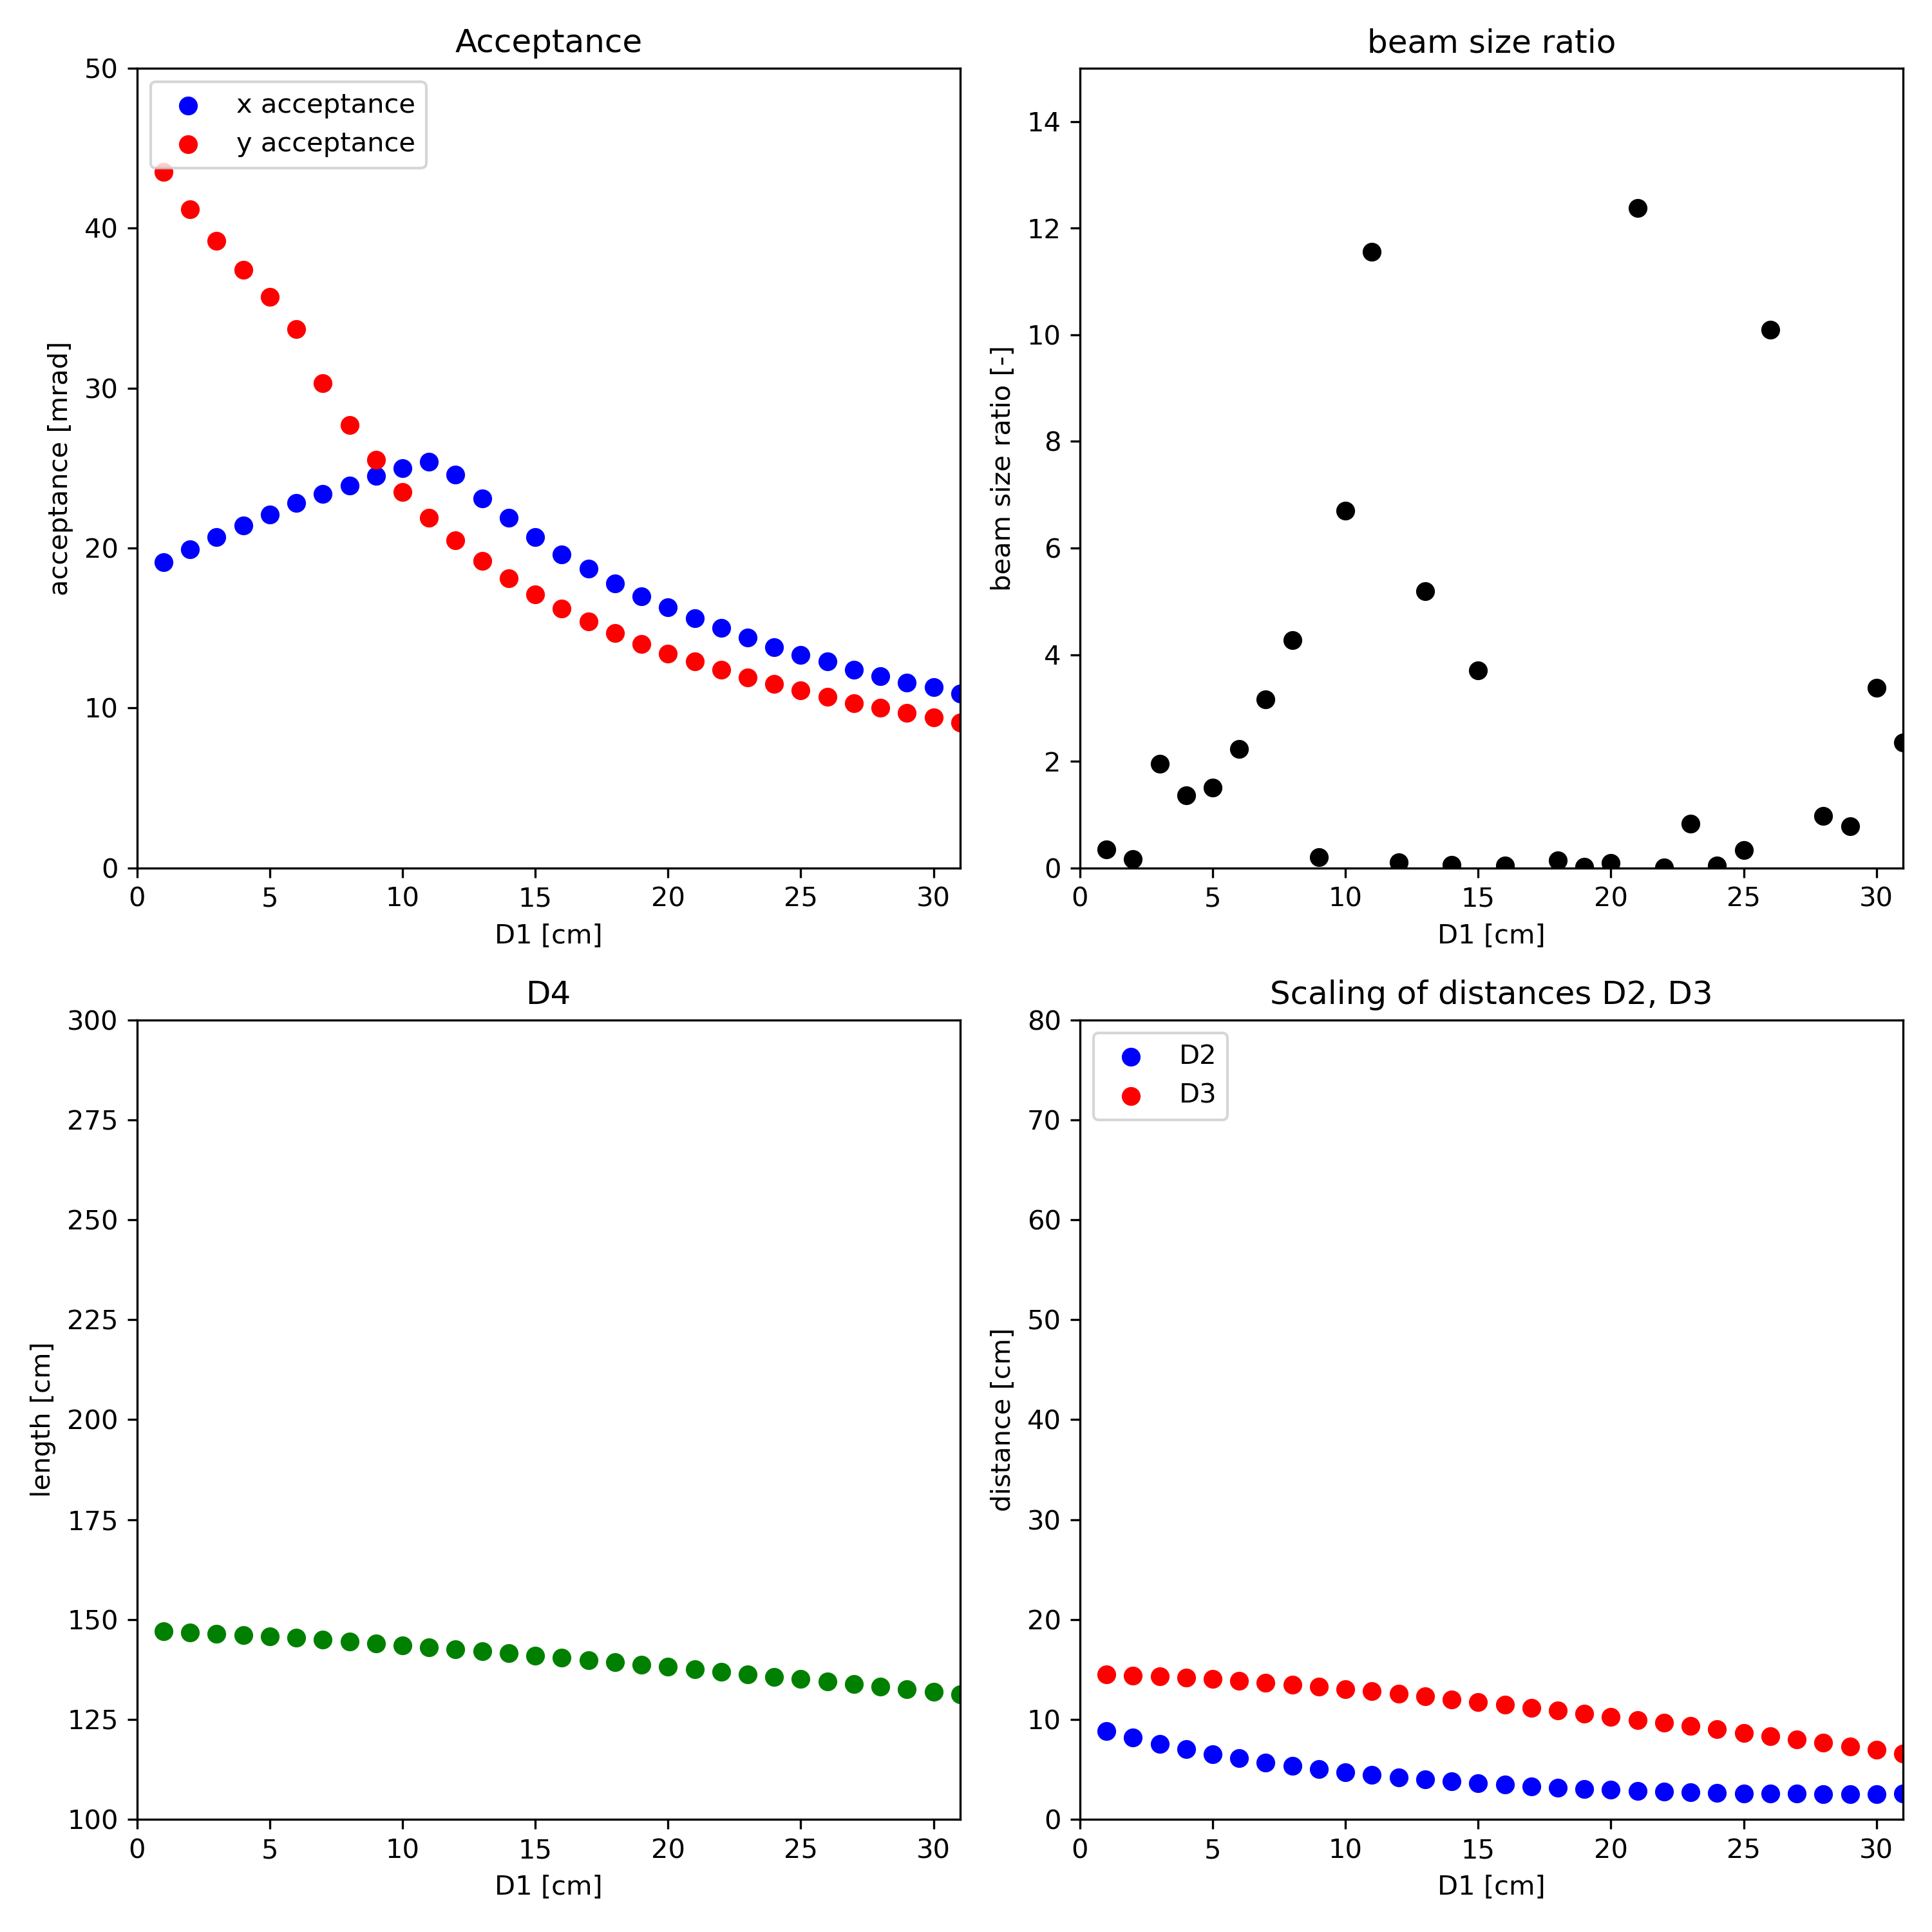 Acceptance
50
40
30
20
10
0
acceptance [mrad]
x acceptance
y acceptance
0 5 10 15 20 25 30
D1 [cm]
beam size ratio
14
12
10
8
6
4
2
0
beam size ratio [-]
0 5 10 15 20 25 30
D1 [cm]
D4
300
275
250
225
200
175
150
125
100
length [cm]
0 5 10 15 20 25 30
D1 [cm]
Scaling of distances D2, D3
80
70
60
50
40
30
20
10
0
distance [cm]
D2
D3
0 5 10 15 20 25 30
D1 [cm]